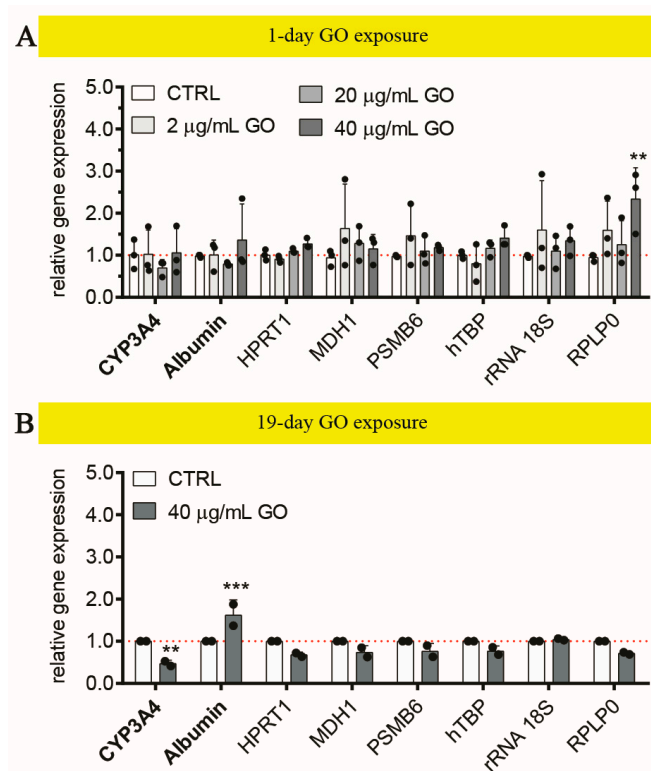 A
1-day GO exposure
relative gene expression
5.0
4.0
3.0
2.0
1.0
0.0
CTRL
2 µg/mL GO
20 µg/mL GO
40 µg/mL GO
**
CYP3A4
Albumin
HPRT1
MDH1
PSMB6
hTBP
rRNA 18S
RPLP0
B
19-day GO exposure
relative gene expression
5.0
4.0
3.0
2.0
1.0
0.0
CTRL
40 µg/mL GO
**
***
CYP3A4
Albumin
HPRT1
MDH1
PSMB6
hTBP
rRNA 18S
RPLP0